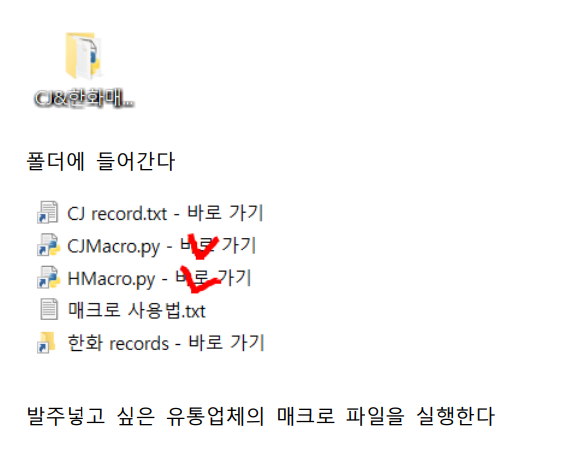 CJ&한화매...
폴더에 들어간다
CJ record.txt - 바로 가기
CJMacro.py - 바로 가기
HMacro.py - 바로 가기
매크로 사용법.txt
한화 records - 바로 가기
발주넣고 싶은 유통업체의 매크로 파일을 실행한다